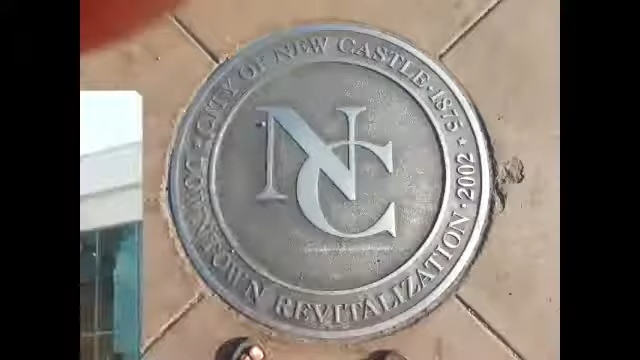 CITY OF NEW CASTLE · 1875 · 2002
DOWNTOWN REVITALIZATION
NC